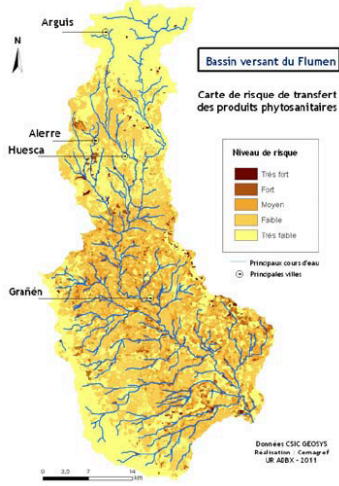 Arguis
N
Bassin versant du Flumen
Carte de risque de transfert
des produits phytosanitaires
Alerre
Huesca
Niveau de risque
Très fort
Fort
Moyen
Faible
Très faible
Principaux cours d'eau
Principales villes
Grañén
Données CSIC GEOSYS
Réalisation : Cemagref
UR ADBX - 2011
0 3,5 7 14
km